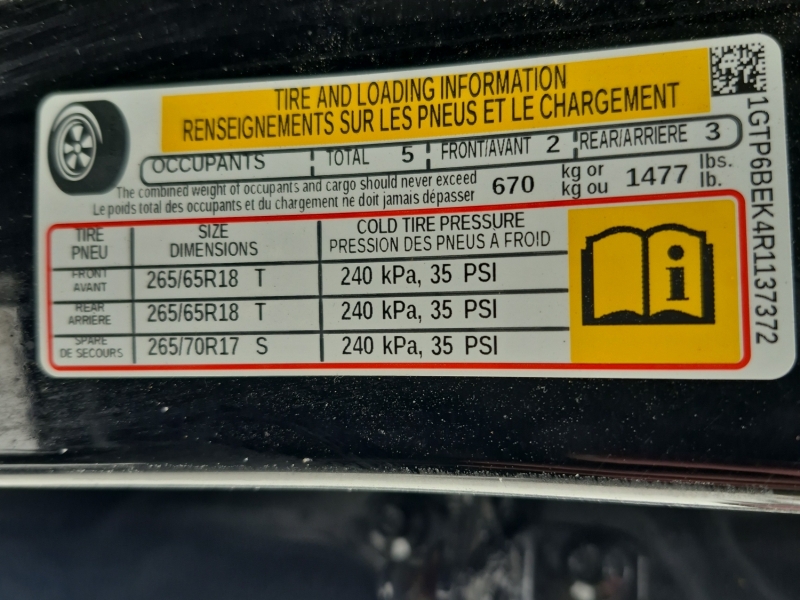 TIRE AND LOADING INFORMATION
RENSEIGNEMENTS SUR LES PNEUS ET LE CHARGEMENT
OCCUPANTS TOTAL 5 FRONT/AVANT 2 REAR/ARRIÈRE 3
The combined weight of occupants and cargo should never exceed 670 kg or 1477 lbs.
Le poids total des occupants et du chargement ne doit jamais dépasser kg ou lb.
TIRE SIZE COLD TIRE PRESSURE
PNEU DIMENSIONS PRESSION DES PNEUS À FROID
FRONT
AVANT 265/65R18 T 240 kPa, 35 PSI
REAR
ARRIÈRE 265/65R18 T 240 kPa, 35 PSI
SPARE
DE SECOURS 265/70R17 S 240 kPa, 35 PSI
1GTP6BEK4R1137372